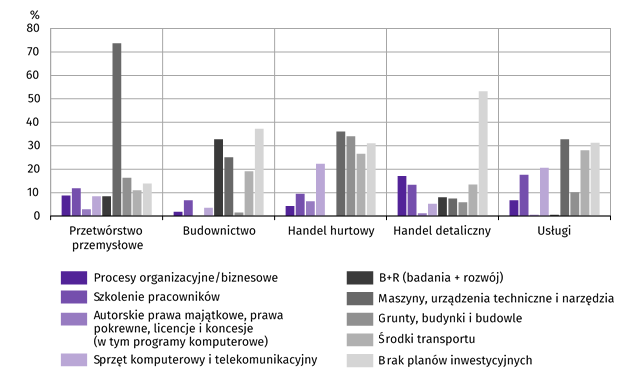 %
80
70
60
50
40
30
20
10
0
Przetwórstwo
przemysłowe
Budownictwo
Handel hurtowy
Handel detaliczny
Usługi
Procesy organizacyjne/biznesowe
Szkolenie pracowników
Autorskie prawa majątkowe, prawa
pokrewne, licencje i koncesje
(w tym programy komputerowe)
Sprzęt komputerowy i telekomunikacyjny
B+R (badania + rozwój)
Maszyny, urządzenia techniczne i narzędzia
Grunty, budynki i budowle
Środki transportu
Brak planów inwestycyjnych